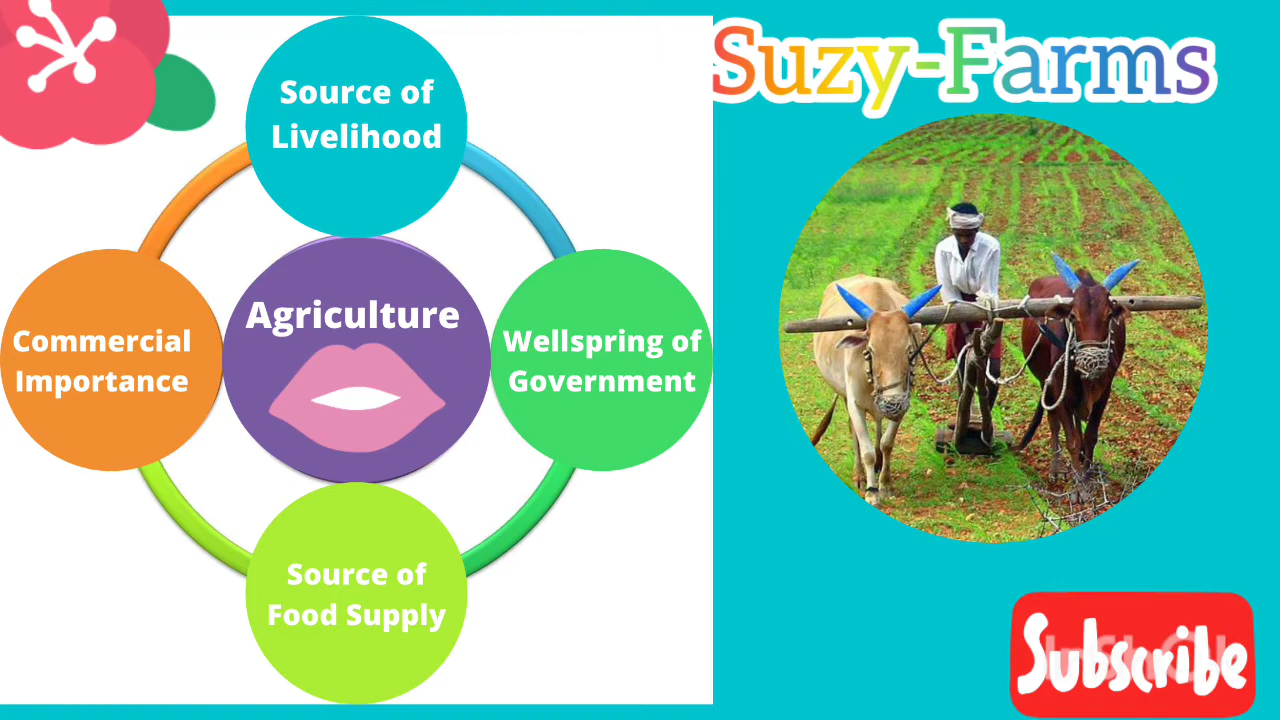 Suzy-Farms
Source of
Livelihood
Agriculture
Commercial
Importance
Wellspring of
Government
Source of
Food Supply
Subscribe